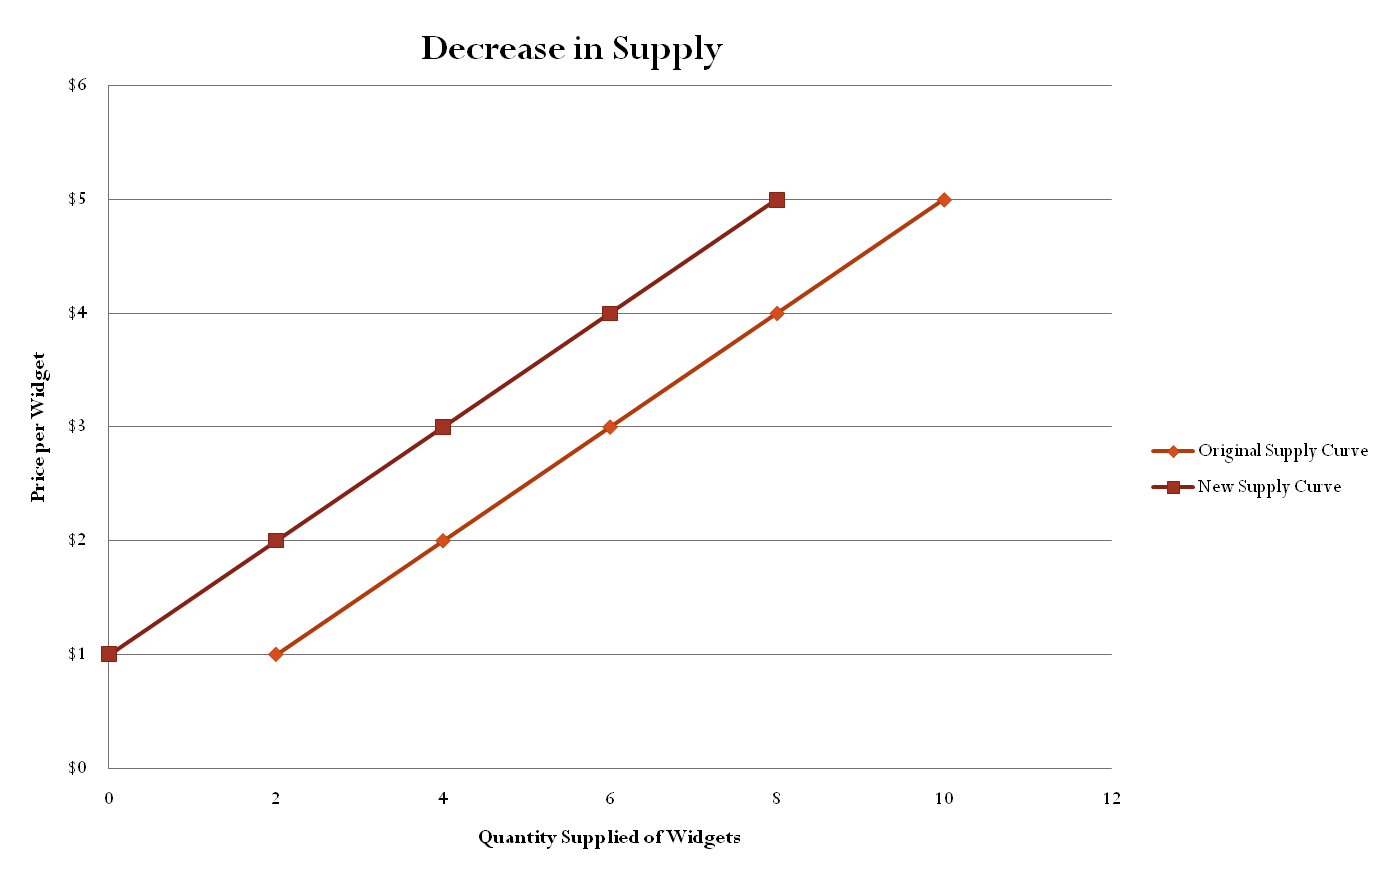 Decrease in Supply
$6
$5
$4
$3
$2
$1
$0
Price per Widget
0 2 4 6 8 10 12
Quantity Supplied of Widgets
Original Supply Curve
New Supply Curve